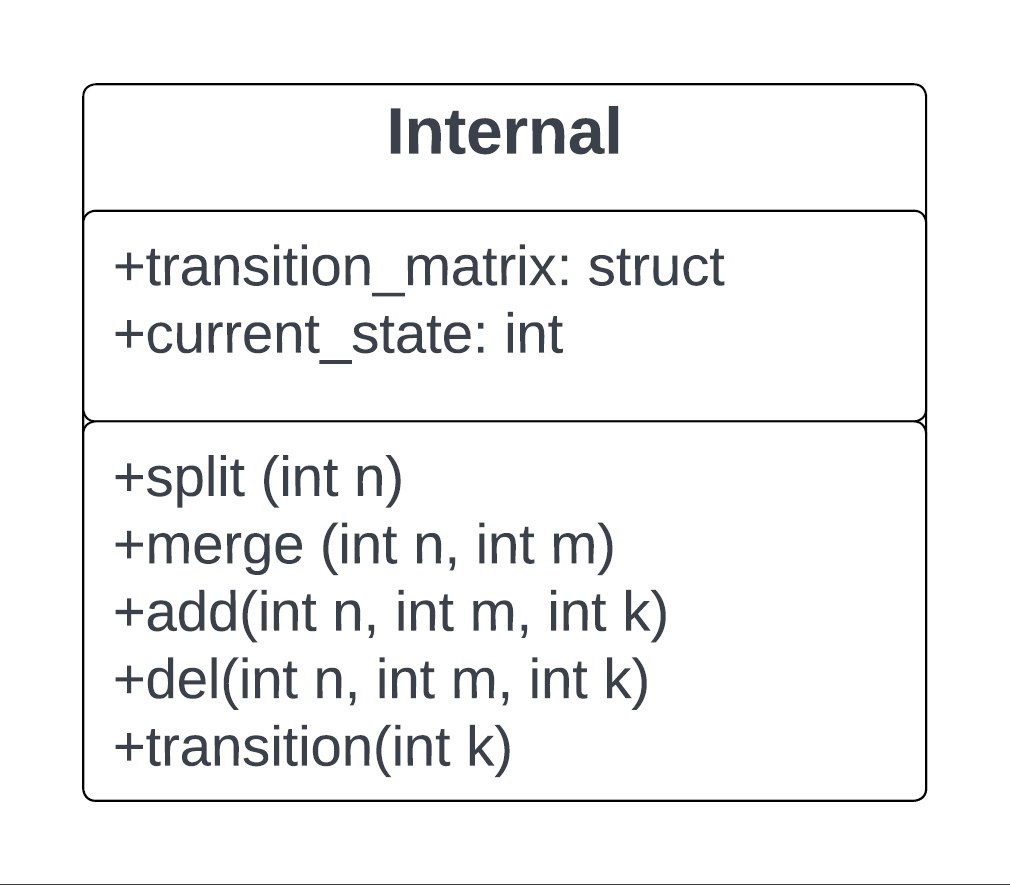 Internal
+transition_matrix: struct
+current_state: int
+split (int n)
+merge (int n, int m)
+add(int n, int m, int k)
+del(int n, int m, int k)
+transition(int k)